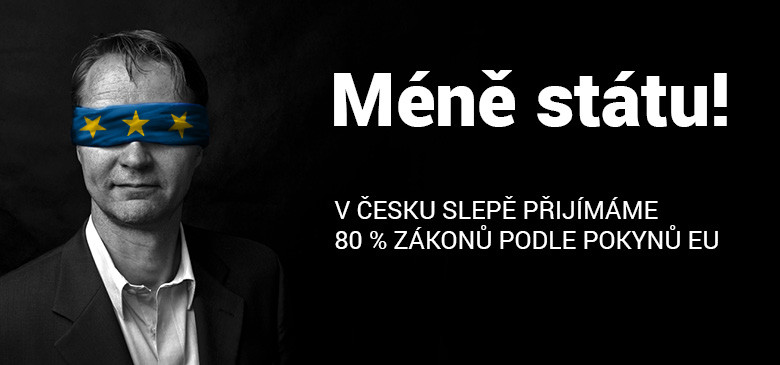 Méně státu!
V ČESKU SLEPĚ PŘIJÍMÁME
80 % ZÁKONŮ PODLE POKYNŮ EU